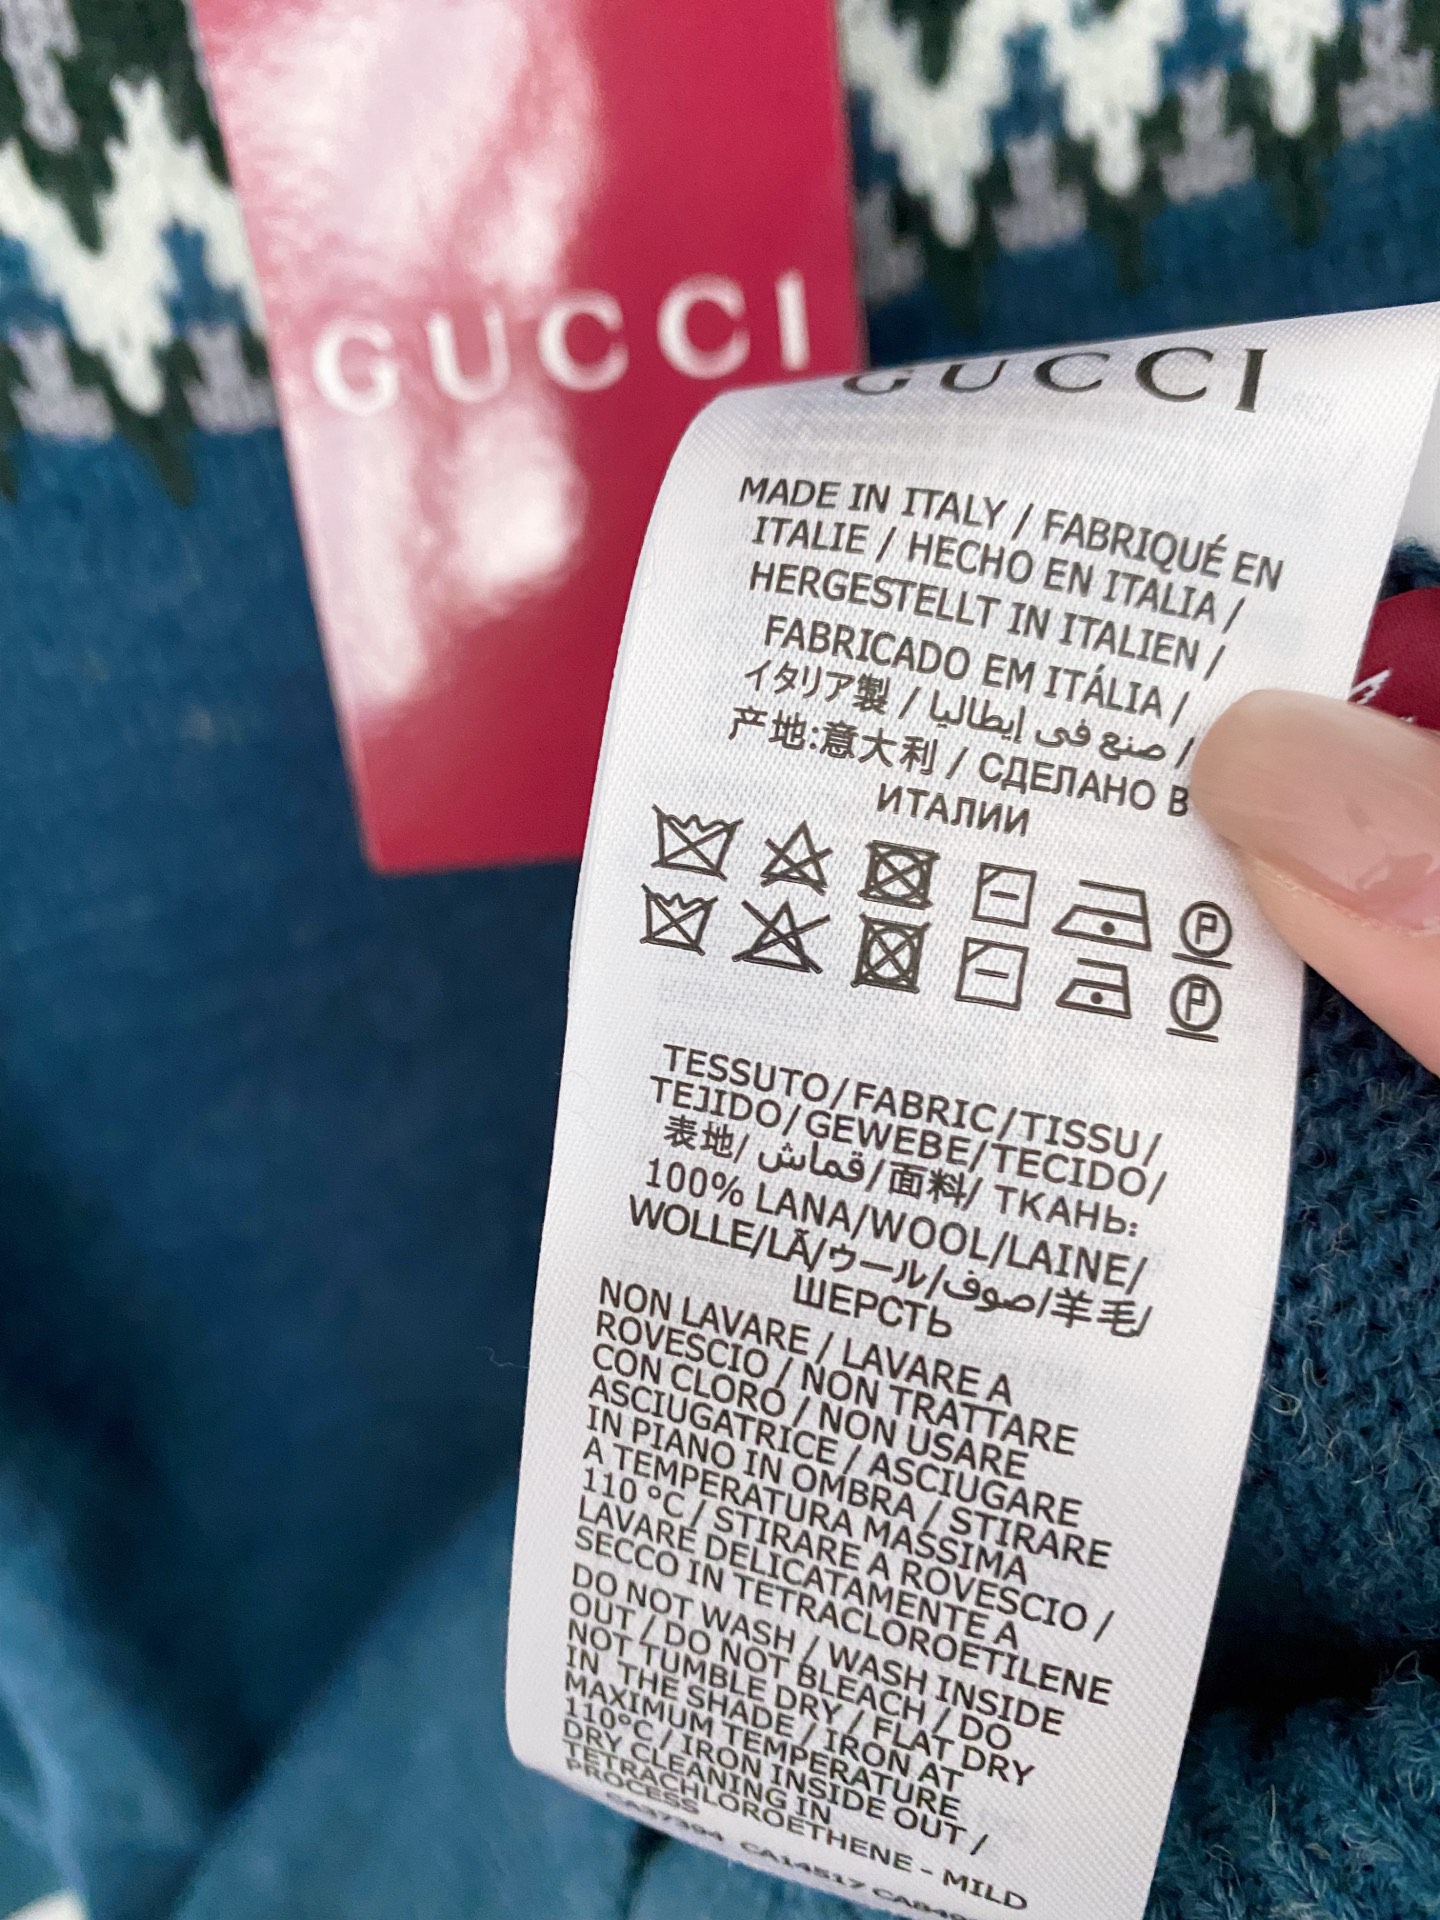 GUCCI
GUCCI
MADE IN ITALY / FABRIQUÉ EN
ITALIE / HECHO EN ITALIA /
HERGESTELLT IN ITALIEN /
FABRICADO EM ITÁLIA /
イタリア製 / صنع في إيطاليا /
产地:意大利 / СДЕЛАНО В
ИТАЛИИ
P
P
TESSUTO/FABRIC/TISSU/
TEJIDO/GEWEBE/TECIDO/
表地/ قماش/面料/ ТКАНЬ:
100% LANA/WOOL/LAINE/
WOLLE/LÃ/ウール/صوف/羊毛/
ШЕРСТЬ
NON LAVARE / LAVARE A
ROVESCIO / NON TRATTARE
CON CLORO / NON USARE
ASCIUGATRICE / ASCIUGARE
IN PIANO IN OMBRA / STIRARE
A TEMPERATURA MASSIMA
110 °C / STIRARE A ROVESCIO /
LAVARE DELICATAMENTE A
SECCO IN TETRACLOROETILENE
DO NOT WASH / WASH INSIDE
OUT / DO NOT BLEACH / DO
NOT TUMBLE DRY / FLAT DRY
IN THE SHADE / IRON AT
MAXIMUM TEMPERATURE
110°C / IRON INSIDE OUT /
DRY CLEANING IN
TETRACHLOROETHENE - MILD
PROCESS
CA37394 CA14517